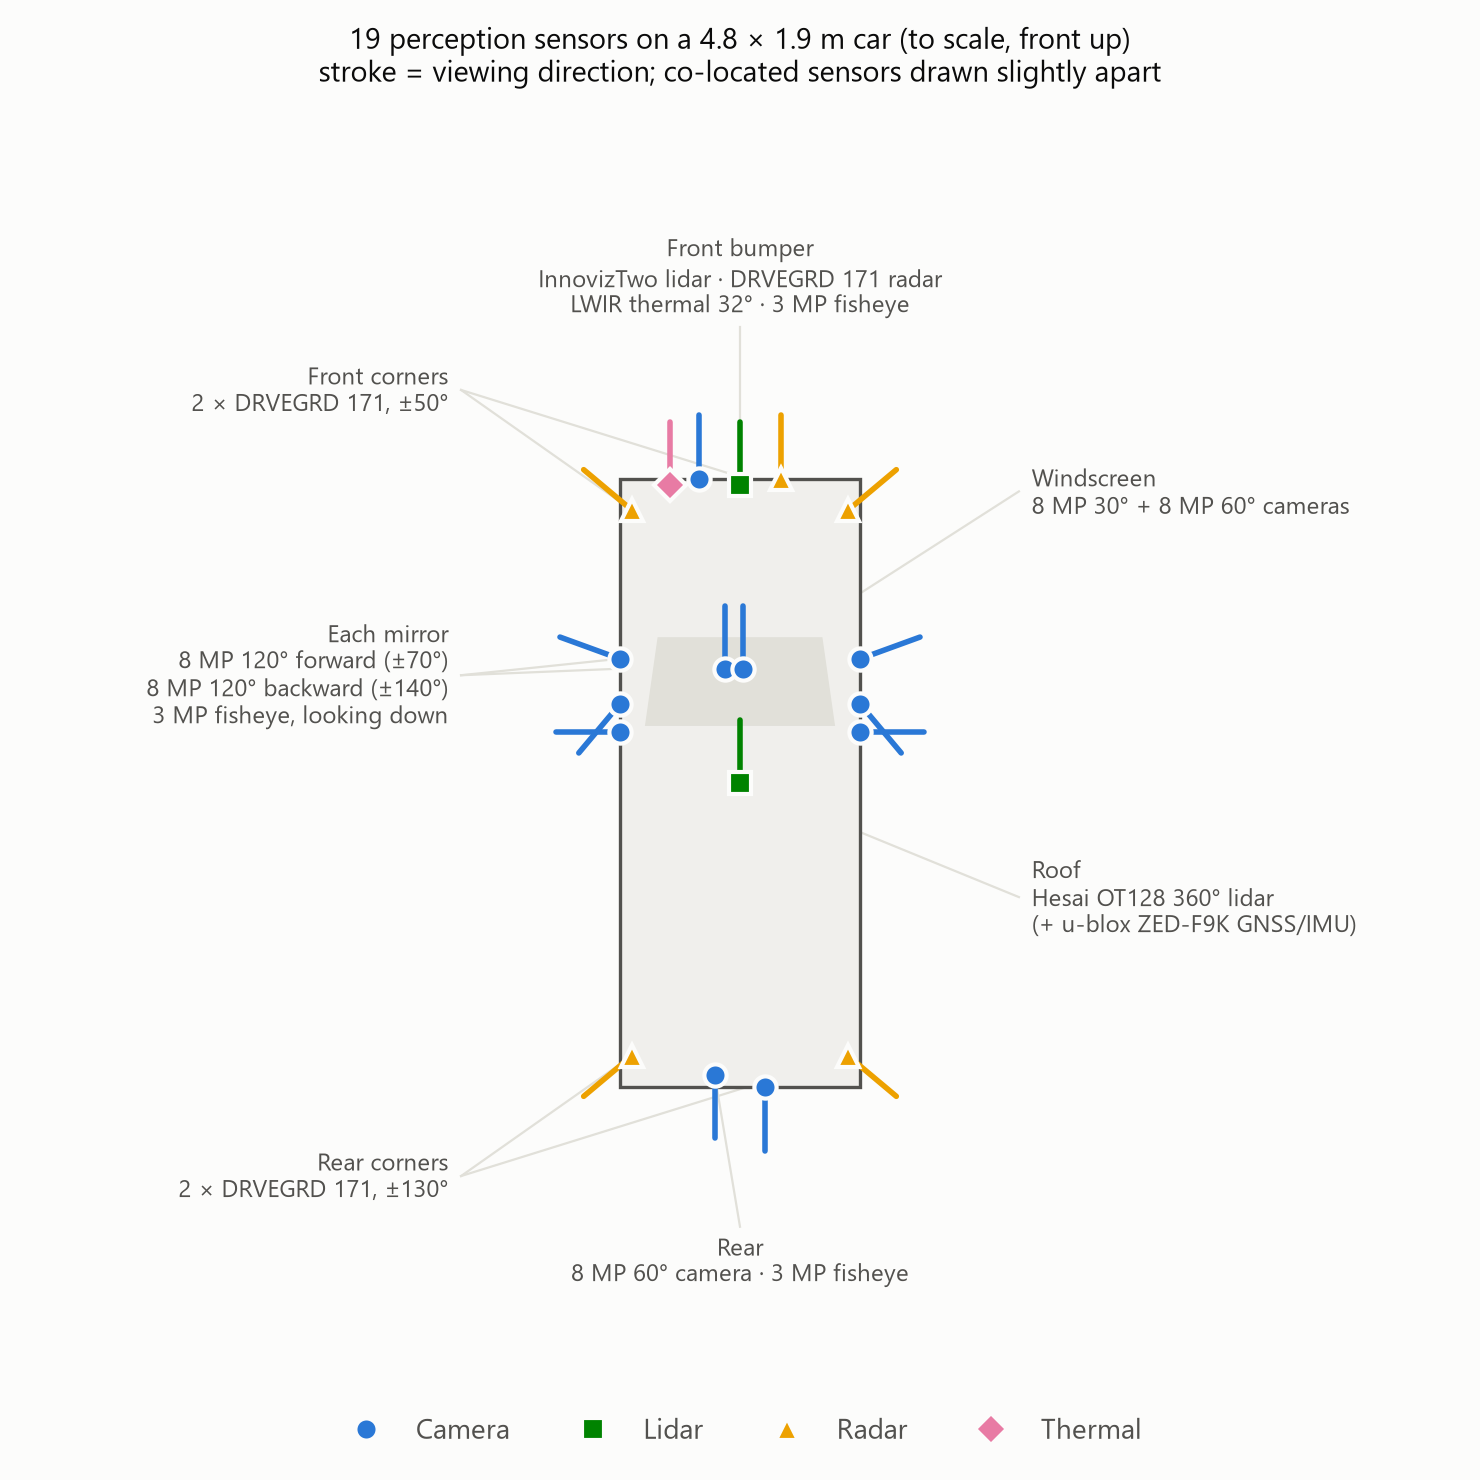 19 perception sensors on a 4.8 × 1.9 m car (to scale, front up)
stroke = viewing direction; co-located sensors drawn slightly apart
Front bumper
InnovizTwo lidar · DRVEGRD 171 radar
LWIR thermal 32° · 3 MP fisheye
Front corners
2 × DRVEGRD 171, ±50°
Windscreen
8 MP 30° + 8 MP 60° cameras
Each mirror
8 MP 120° forward (±70°)
8 MP 120° backward (±140°)
3 MP fisheye, looking down
Roof
Hesai OT128 360° lidar
(+ u-blox ZED-F9K GNSS/IMU)
Rear corners
2 × DRVEGRD 171, ±130°
Rear
8 MP 60° camera · 3 MP fisheye
Camera
Lidar
Radar
Thermal